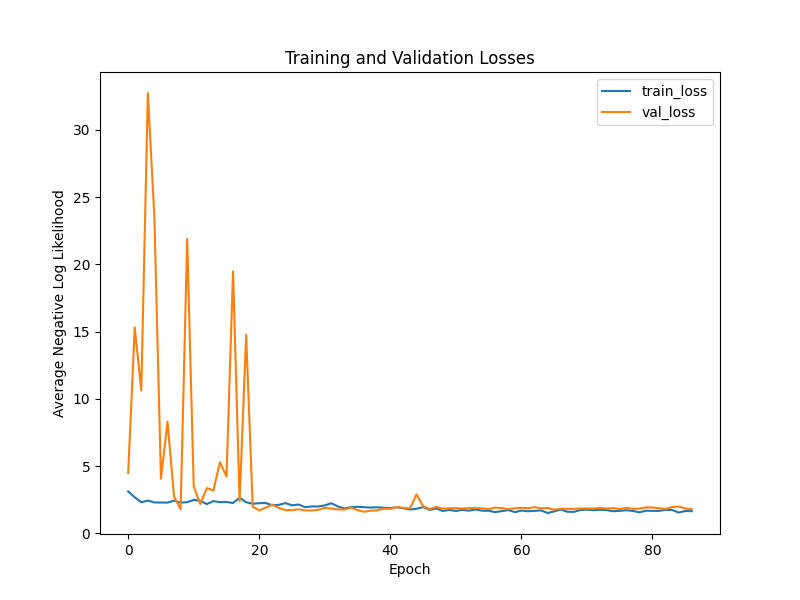 Training and Validation Losses
train_loss
val_loss
Average Negative Log Likelihood
30
25
20
15
10
5
0
0 20 40 60 80
Epoch